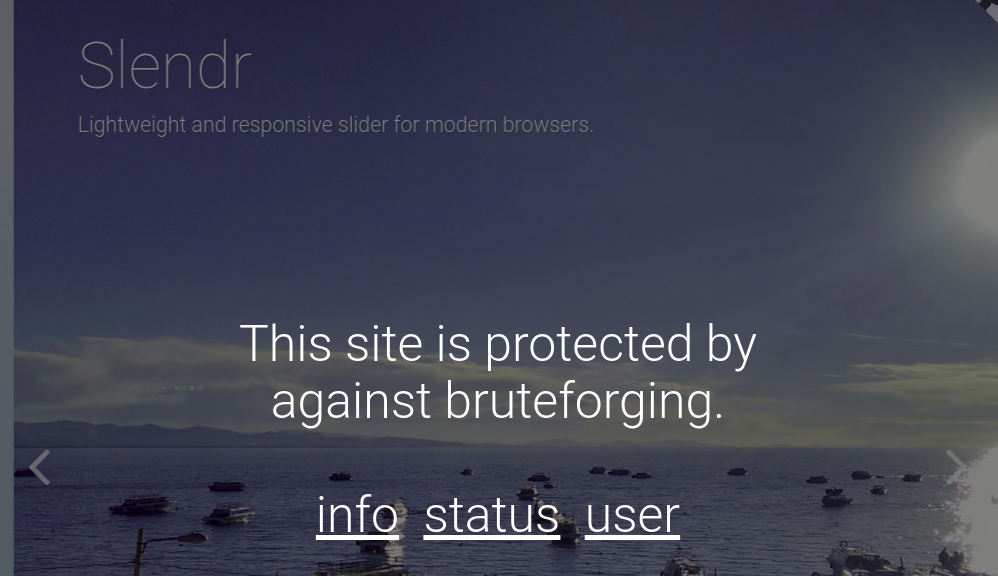 Slendr
Lightweight and responsive slider for modern browsers.
This site is protected by
against bruteforging.
info status user